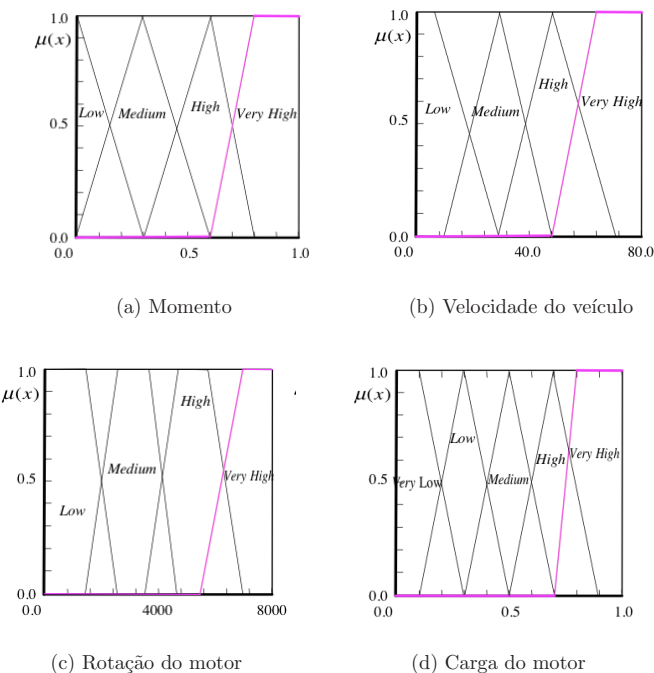 1.0
μ(x)
Low Medium High Very High
0.5
0.0
0.0 0.5 1.0
(a) Momento
1.0
μ(x)
Low Medium High Very High
0.5
0.0
0.0 40.0 80.0
(b) Velocidade do veículo
1.0
μ(x)
High
0.5 Medium Very High
Low
0.0
0.0 4000 8000
(c) Rotação do motor
1.0
μ(x)
Low
High Very High
0.5 Very Low Medium
0.0
0.0 0.5 1.0
(d) Carga do motor